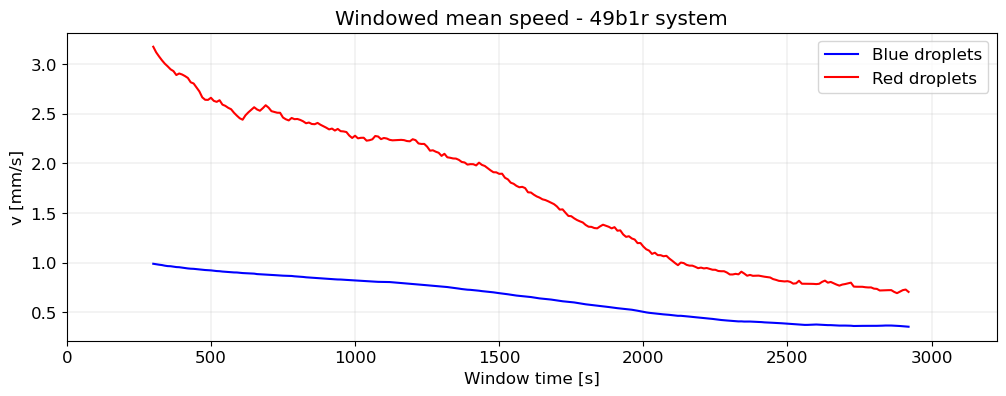 Windowed mean speed - 49b1r system
v [mm/s]
3.0
2.5
2.0
1.5
1.0
0.5
Blue droplets
Red droplets
0 500 1000 1500 2000 2500 3000
Window time [s]